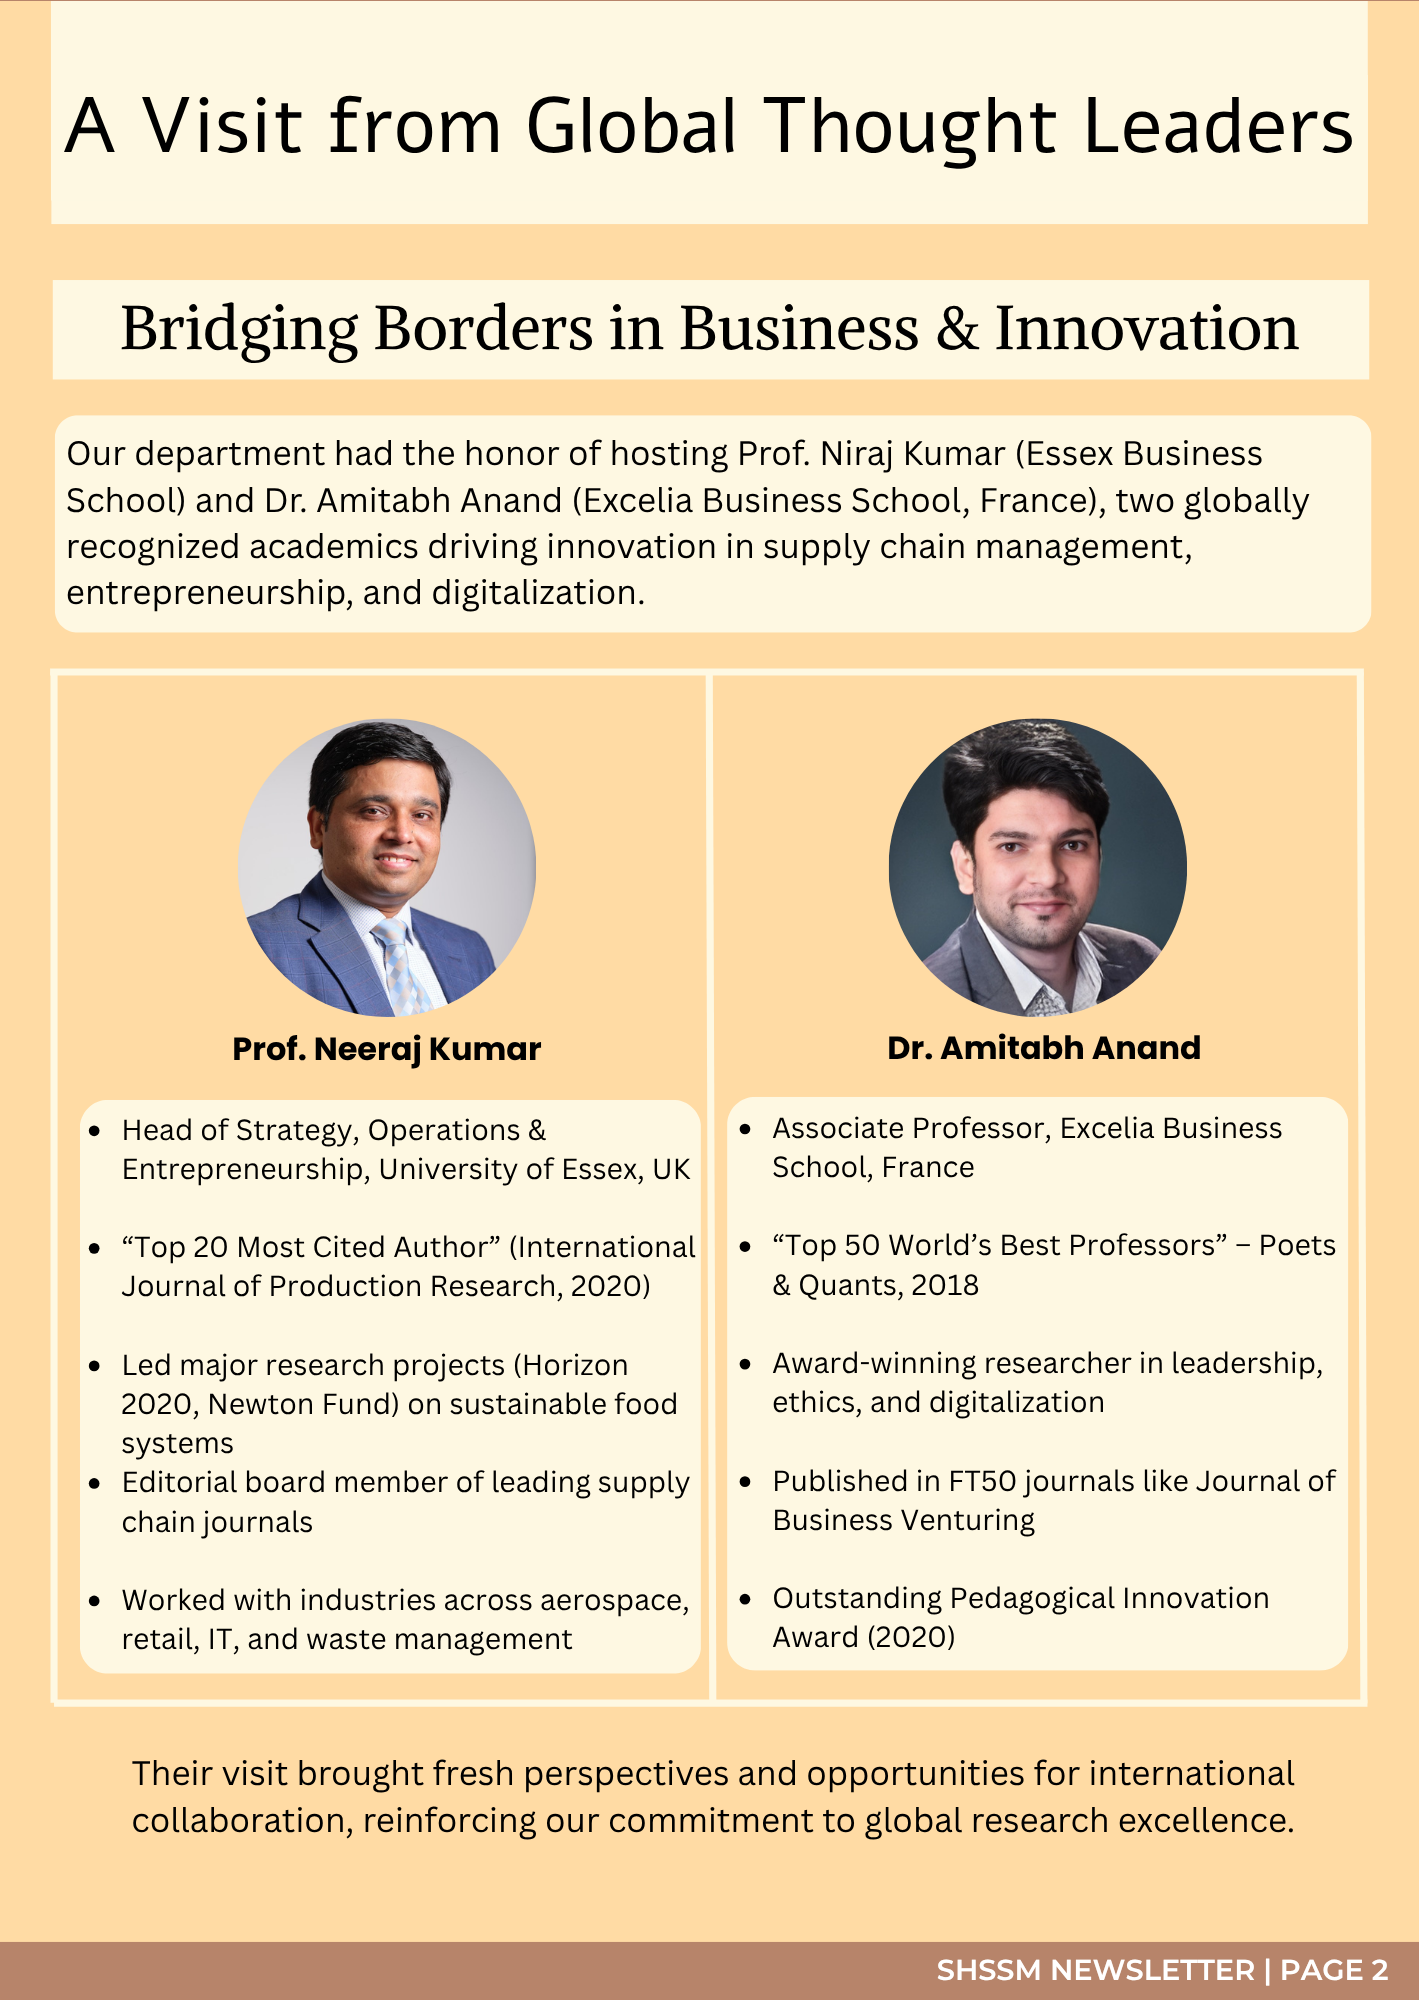 A Visit from Global Thought Leaders
Bridging Borders in Business & Innovation
Our department had the honor of hosting Prof. Niraj Kumar (Essex Business
School) and Dr. Amitabh Anand (Excelia Business School, France), two globally
recognized academics driving innovation in supply chain management,
entrepreneurship, and digitalization.
Prof. Neeraj Kumar
• Head of Strategy, Operations &
Entrepreneurship, University of Essex, UK
• “Top 20 Most Cited Author” (International
Journal of Production Research, 2020)
• Led major research projects (Horizon
2020, Newton Fund) on sustainable food
systems
• Editorial board member of leading supply
chain journals
• Worked with industries across aerospace,
retail, IT, and waste management
Dr. Amitabh Anand
• Associate Professor, Excelia Business
School, France
• “Top 50 World’s Best Professors” – Poets
& Quants, 2018
• Award-winning researcher in leadership,
ethics, and digitalization
• Published in FT50 journals like Journal of
Business Venturing
• Outstanding Pedagogical Innovation
Award (2020)
Their visit brought fresh perspectives and opportunities for international
collaboration, reinforcing our commitment to global research excellence.
SHSSM NEWSLETTER | PAGE 2